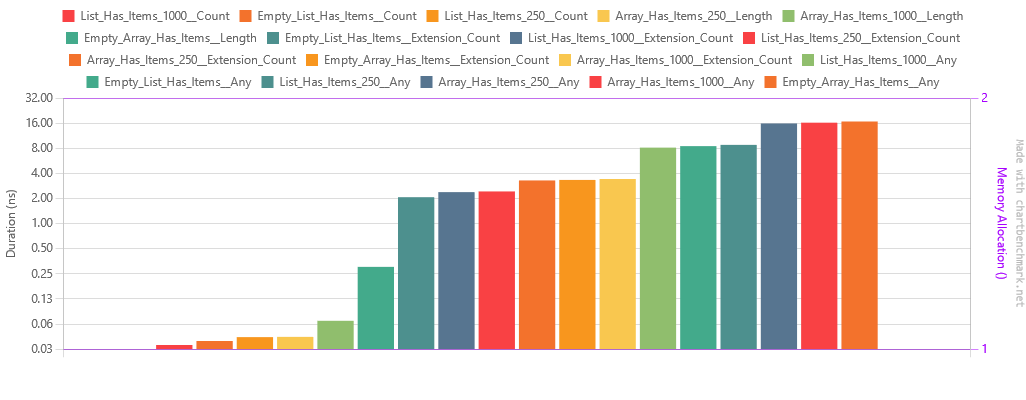 List_Has_Items_1000__Count Empty_List_Has_Items__Count List_Has_Items_250__Count Array_Has_Items_250__Length Array_Has_Items_1000__Length
Empty_Array_Has_Items__Length Empty_List_Has_Items__Extension_Count List_Has_Items_1000__Extension_Count List_Has_Items_250__Extension_Count
Array_Has_Items_250__Extension_Count Empty_Array_Has_Items__Extension_Count Array_Has_Items_1000__Extension_Count List_Has_Items_1000__Any
Empty_List_Has_Items__Any List_Has_Items_250__Any Array_Has_Items_250__Any Array_Has_Items_1000__Any Empty_Array_Has_Items__Any
32.00
16.00
8.00
4.00
2.00
1.00
0.50
0.25
0.13
0.06
0.03
Duration (ns)
2
1
Memory Allocation ()
Made with chartbenchmark.net